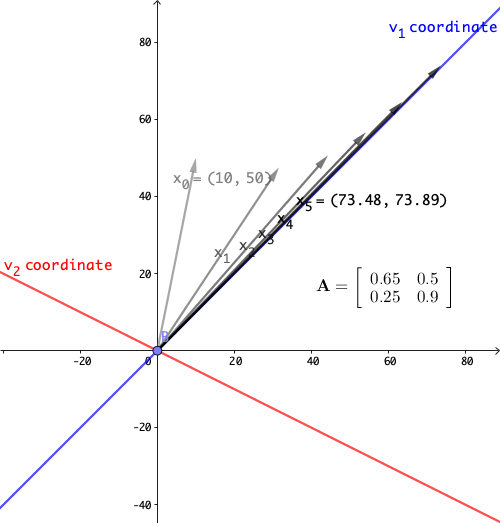 v₁ coordinate
80
60
x₀ = (10, 50)
40
x₅ = (73.48, 73.89)
x₄
x₃
x₂
x₁
v₂ coordinate
20
A = [ 0.65 0.5
0.25 0.9 ]
-20
0
20
40
60
80
-20
-40